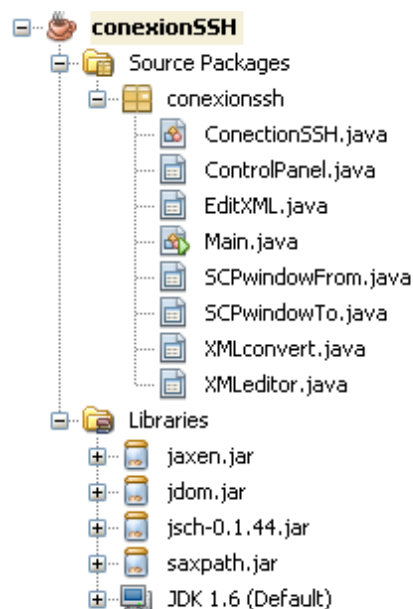 conexionSSH
Source Packages
conexionssh
ConectionSSH.java
ControlPanel.java
EditXML.java
Main.java
SCPwindowFrom.java
SCPwindowTo.java
XMLconvert.java
XMLeditor.java
Libraries
jaxen.jar
jdom.jar
jsch-0.1.44.jar
saxpath.jar
JDK 1.6 (Default)